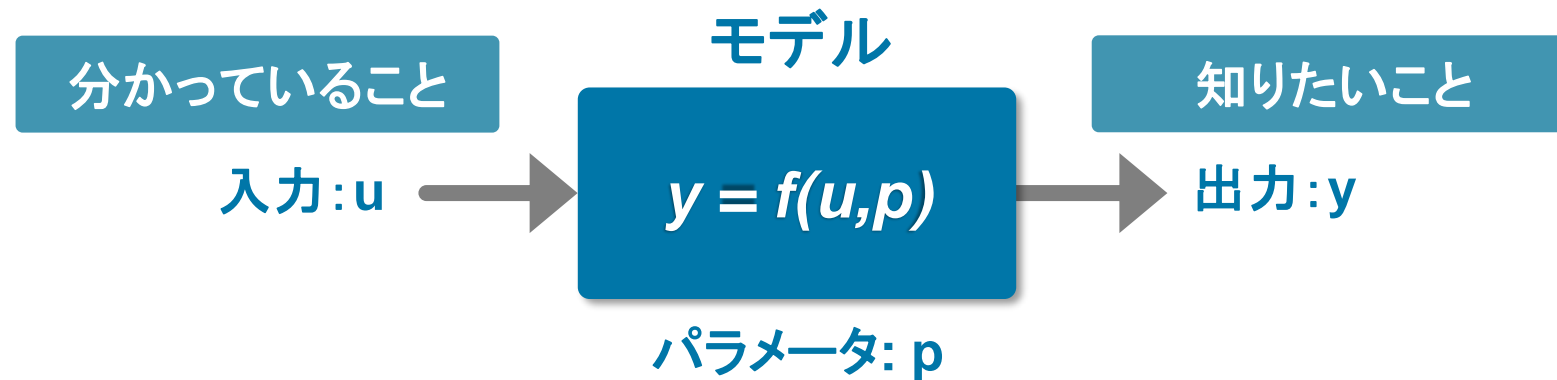 モデル
分かっていること
知りたいこと
入力:u
y = f(u,p)
出力:y
パラメータ: p